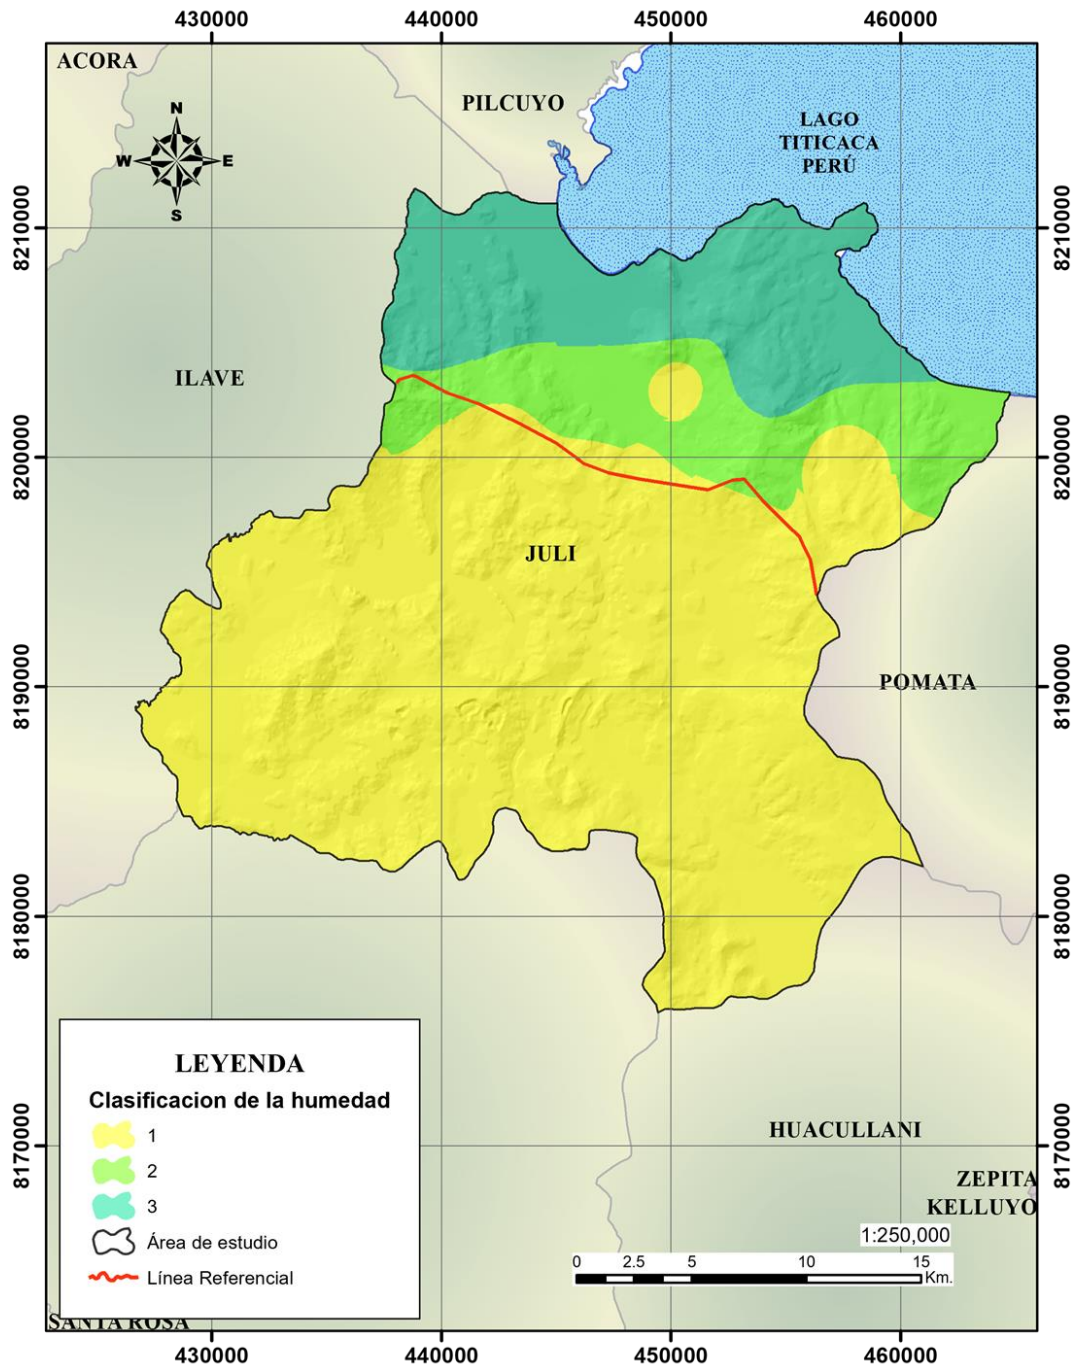 430000 440000 450000 460000
ACORA
PILCUYO
N
W E
S
LAGO
TITICACA
PERÚ
8210000 8210000
ILAVE
8200000 8200000
JULI
8190000 8190000
POMATA
8180000 8180000
LEYENDA
Clasificacion de la humedad
1
2
3
Área de estudio
Línea Referencial
8170000 8170000
HUACULLANI
ZEPITA
KELLUYO
1:250,000
0 2.5 5 10 15
Km.
SANTA ROSA
430000 440000 450000 460000